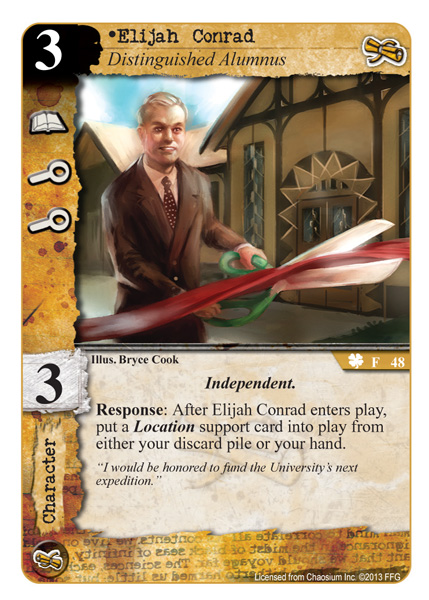 3
•Elijah Conrad
Distinguished Alumnus
Illus. Bryce Cook
F 48
3
Character
Independent.
Response: After Elijah Conrad enters play,
put a Location support card into play from
either your discard pile or your hand.
“I would be honored to fund the University’s next
expedition.”
Licensed from Chaosium Inc. ©2013 FFG